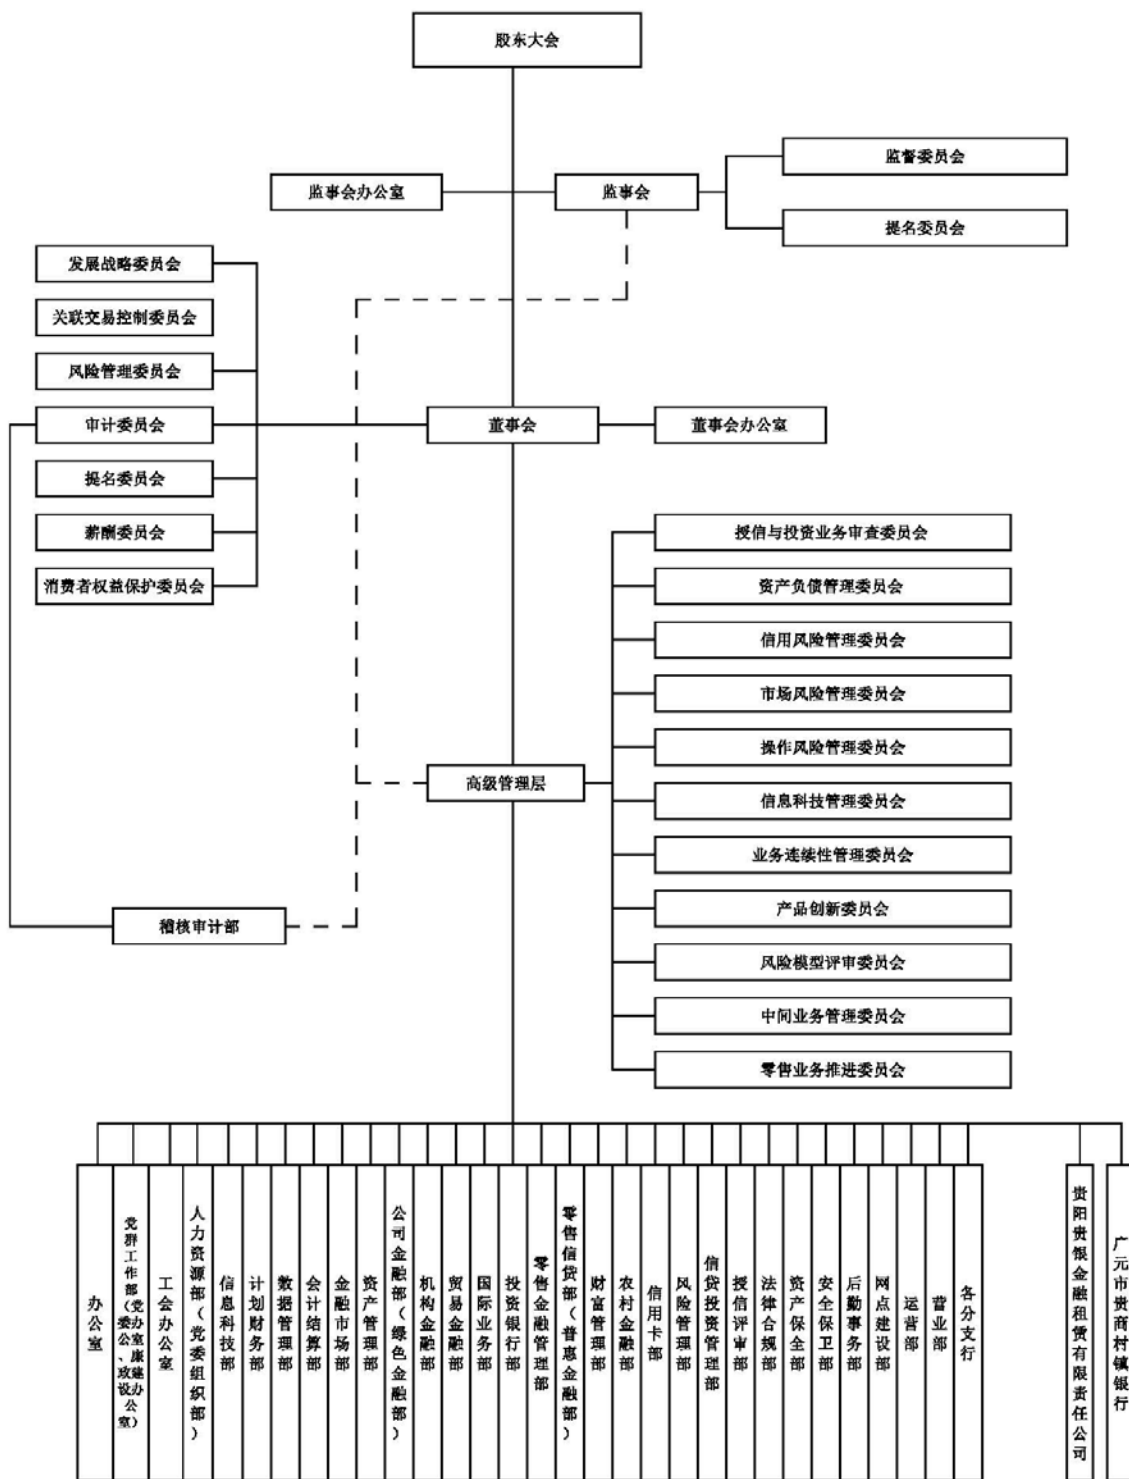 股东大会
监督委员会
监事会办公室
监事会
提名委员会
发展战略委员会
关联交易控制委员会
风险管理委员会
审计委员会
董事会
董事会办公室
提名委员会
薪酬委员会
消费者权益保护委员会
授信与投资业务审查委员会
资产负债管理委员会
信用风险管理委员会
市场风险管理委员会
操作风险管理委员会
高级管理层
信息科技管理委员会
业务连续性管理委员会
产品创新委员会
稽核审计部
风险模型评审委员会
中间业务管理委员会
零售业务推进委员会
办公室
党群工作部（党委办公室、党廉政建设办公室）
工会办公室
人力资源部（党委组织部）
信息科技部
计划财务部
数据管理部
会计结算部
金融市场部
资产管理部
公司金融部（绿色金融部）
机构金融部
贸易金融部
国际业务部
投资银行部
零售金融管理部
零售信贷部（普惠金融部）
财富管理部
农村金融部
信用卡部
风险管理部
信贷投资管理部
授信评审部
法律合规部
资产保全部
安全保卫部
后勤事务部
网点建设部
运营部
营业部
各分支行
贵阳贵银金融租赁有限责任公司
广元市贵商村镇银行